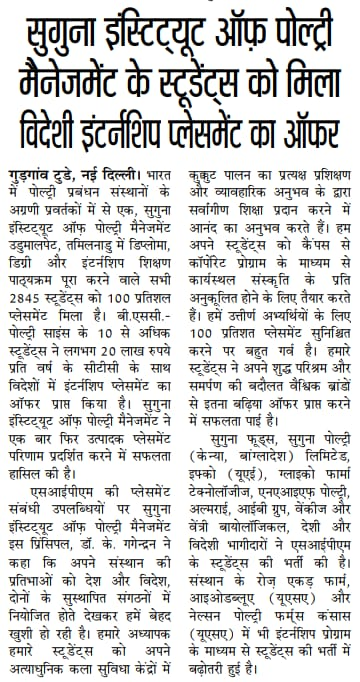 सुगुना इंस्टिट्यूट ऑफ़ पोल्ट्री
मैनेजमेंट के स्टूडेंट्स को मिला
विदेशी इंटर्नशिप प्लेसमेंट का ऑफर
गुड़गांव टुडे, नई दिल्ली। भारत
में पोल्ट्री प्रबंधन संस्थानों के
अग्रणी प्रवर्तकों में से एक, सुगुना
इंस्टिट्यूट ऑफ् पोल्ट्री मैनेजमेंट
उडुमालपेट, तमिलनाडु में डिप्लोमा,
डिग्री और इंटर्नशिप शिक्षण
पाठ्यक्रम पूरा करने वाले सभी
2845 स्टूडेंट्स को 100 प्रतिशत
प्लेसमेंट मिला है। बी.एससी.-
पोल्ट्री साइंस के 10 से अधिक
स्टूडेंट्स ने लगभग 20 लाख रुपये
प्रति वर्ष के सीटीसी के साथ
विदेशों में इंटर्नशिप प्लेसमेंट का
ऑफर प्राप्त किया है। सुगुना
इंस्टिट्यूट ऑफ् पोल्ट्री मैनेजमेंट ने
एक बार फिर उत्पादक प्लेसमेंट
परिणाम प्रदर्शित करने में सफलता
हासिल की है।
एसआईपीएम की प्लेसमेंट
संबंधी उपलब्धियों पर सुगुना
इंस्टिट्यूट ऑफ् पोल्ट्री मैनेजमेंट
इस प्रिंसिपल, डॉ. के. गगेन्द्रन ने
कहा कि अपने संस्थान की
प्रतिभाओं को देश और विदेश,
दोनों के सुस्थापित संगठनों में
नियोजित होते देखकर हमें बेहद
खुशी हो रही है। हमारे अध्यापक
हमारे स्टूडेंट्स को अपने
अत्याधुनिक कला सुविधा केंद्रों में
कुक्कुट पालन का प्रत्यक्ष प्रशिक्षण
और व्यावहारिक अनुभव के द्वारा
सर्वांगीण शिक्षा प्रदान करने में
आनंद का अनुभव करते हैं। हम
अपने स्टूडेंट्स को कैंपस से
कॉर्पोरेट प्रोग्राम के माध्यम से
कार्यस्थल संस्कृति के प्रति
अनुकूलित होने के लिए तैयार करते
हैं। हमें उत्तीर्ण अभ्यर्थियों के लिए
100 प्रतिशत प्लेसमेंट सुनिश्चित
करने पर बहुत गर्व है। हमारे
स्टूडेंट्स ने अपने शुद्ध परिश्रम और
समर्पण की बदौलत वैश्विक ब्रांडों
से इतना बढ़िया ऑफर प्राप्त करने
में सफलता पाई है।
सुगुना फूड्स, सुगुना पोल्ट्री
(केन्या, बांग्लादेश) लिमिटेड,
इफ्को (यूएई), ग्लाइको फार्मा
टेक्नोलॉजीज, एनएआइएफ पोल्ट्री,
अल्मराई, आईबी ग्रुप, वेंकीज और
वेंत्री बायोलॉजिकल, देशी और
विदेशी भागीदारों ने एसआईपीएम
के स्टूडेंट्स की भर्ती की है।
संस्थान के रोज़ एकड़ फार्म,
आइओडब्लूए (यूएसए) और
नेल्सन पोल्ट्री फर्म्स कंसास
(यूएसए) में भी इंटर्नशिप प्रोग्राम
के माध्यम से स्टूडेंट्स की भर्ती में
बढ़ोतरी हुई है।